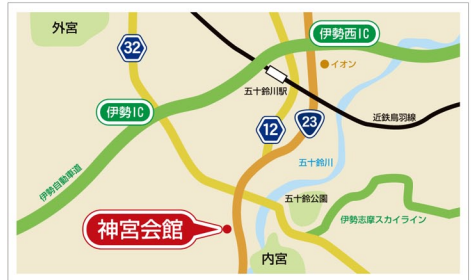 外宮
伊勢西IC
32
イオン
五十鈴川駅
伊勢IC
12
23
近鉄鳥羽線
五十鈴川
伊勢自動車道
五十鈴公園
伊勢志摩スカイライン
神宮会館
内宮